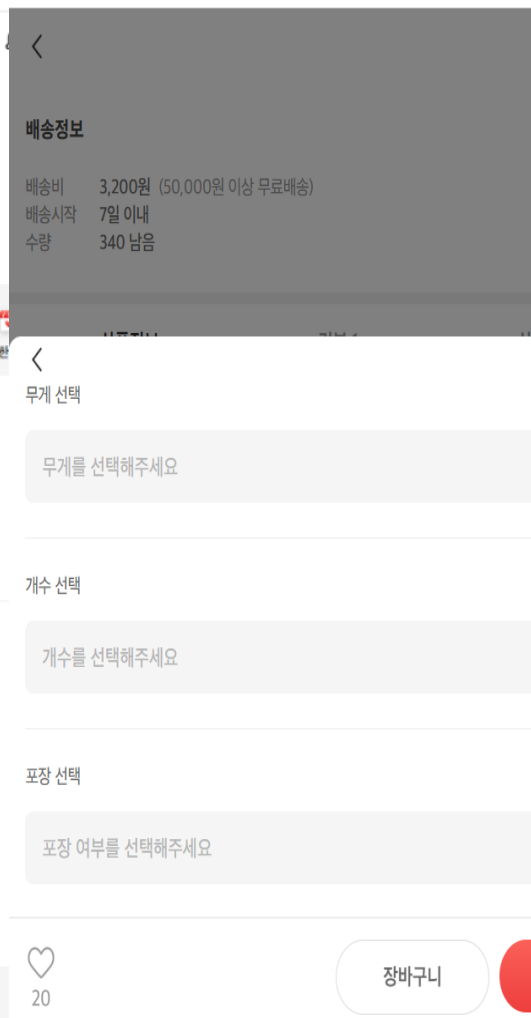 배송정보
배송비 3,200원 (50,000원 이상 무료배송)
배송시작 7일 이내
수량 340 남음
무게 선택
무게를 선택해주세요
개수 선택
개수를 선택해주세요
포장 선택
포장 여부를 선택해주세요
20
장바구니